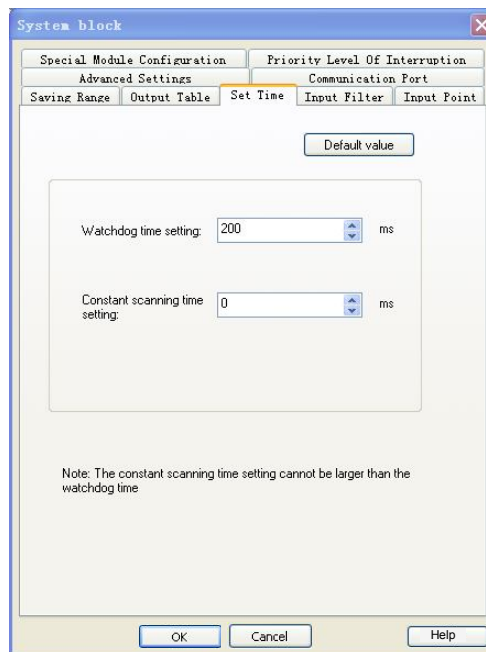 System block
Special Module Configuration Priority Level Of Interruption
Advanced Settings Communication Port
Saving Range Output Table Set Time Input Filter Input Point
Default value
Watchdog time setting: 200 ms
Constant scanning time 0 ms
setting:
Note: The constant scanning time setting cannot be larger than the
watchdog time
OK Cancel Help